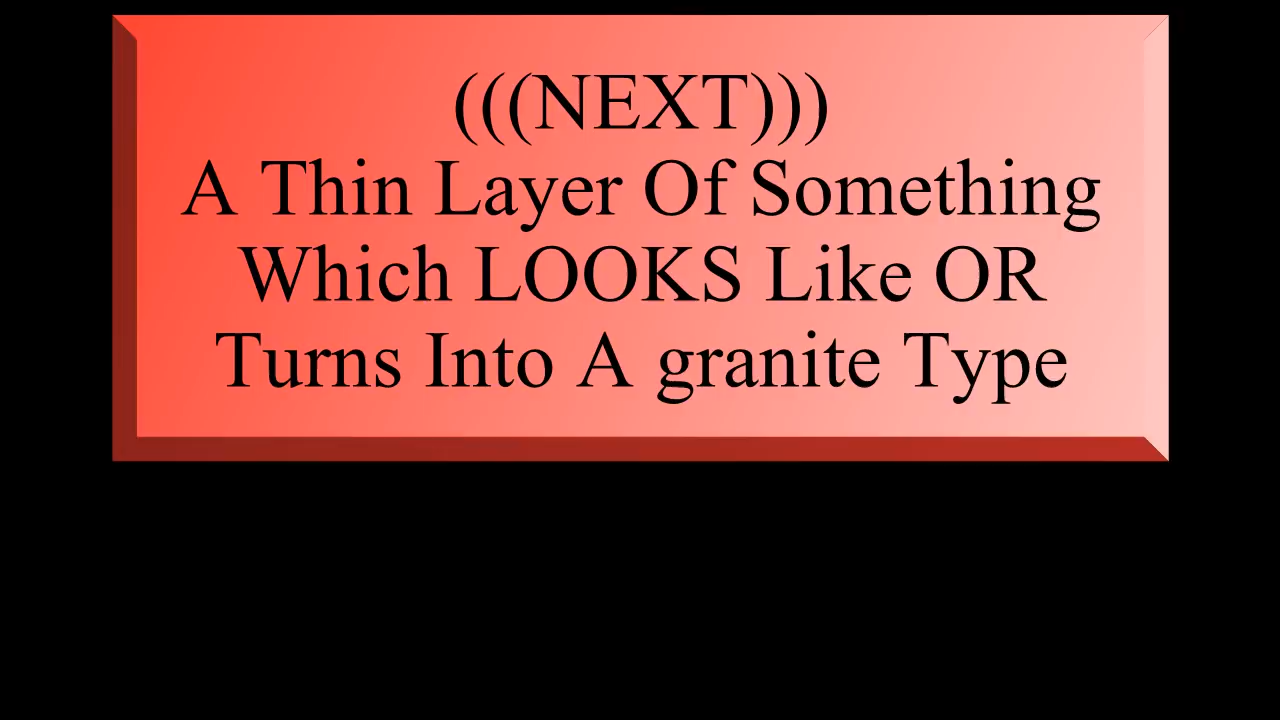 (((NEXT)))
A Thin Layer Of Something
Which LOOKS Like OR
Turns Into A granite Type